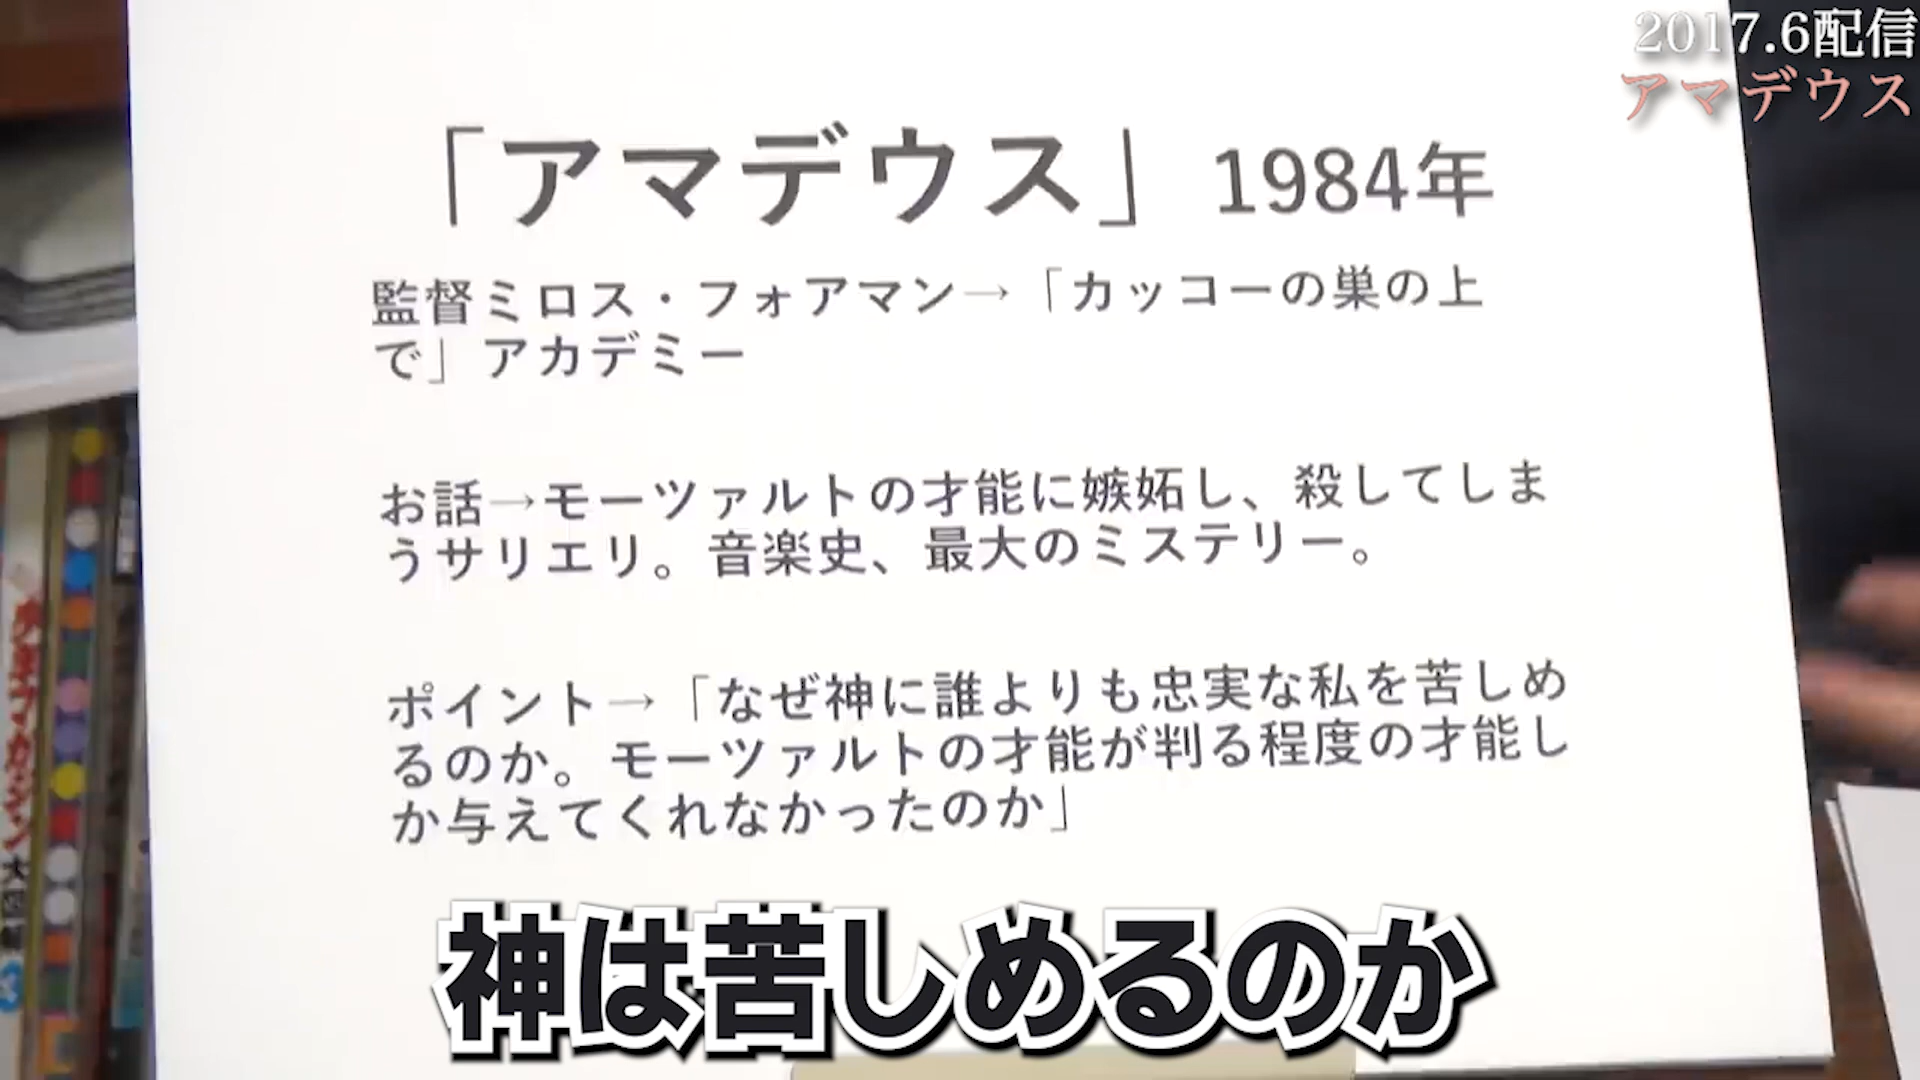 2017.6配信
アマデウス
「アマデウス」 1984年
監督ミロス・フォアマン→「カッコーの巣の上
で」アカデミー
お話→モーツァルトの才能に嫉妬し、殺してしま
うサリエリ。音楽史、最大のミステリー。
ポイント→「なぜ神に誰よりも忠実な私を苦しめ
るのか。モーツァルトの才能が判る程度の才能し
か与えてくれなかったのか」
神は苦しめるのか